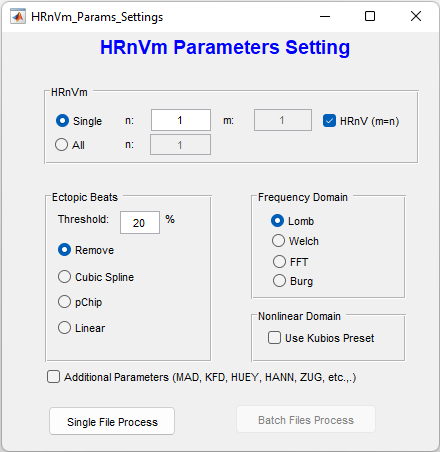 HRnVm_Params_Settings
HRnVm Parameters Setting
HRnVm
Single n: 1 m: 1 HRnV (m=n)
All n: 1
Ectopic Beats
Threshold: 20 %
Remove
Cubic Spline
pChip
Linear
Frequency Domain
Lomb
Welch
FFT
Burg
Nonlinear Domain
Use Kubios Preset
Additional Parameters (MAD, KFD, HUEY, HANN, ZUG, etc.,.)
Single File Process
Batch Files Process